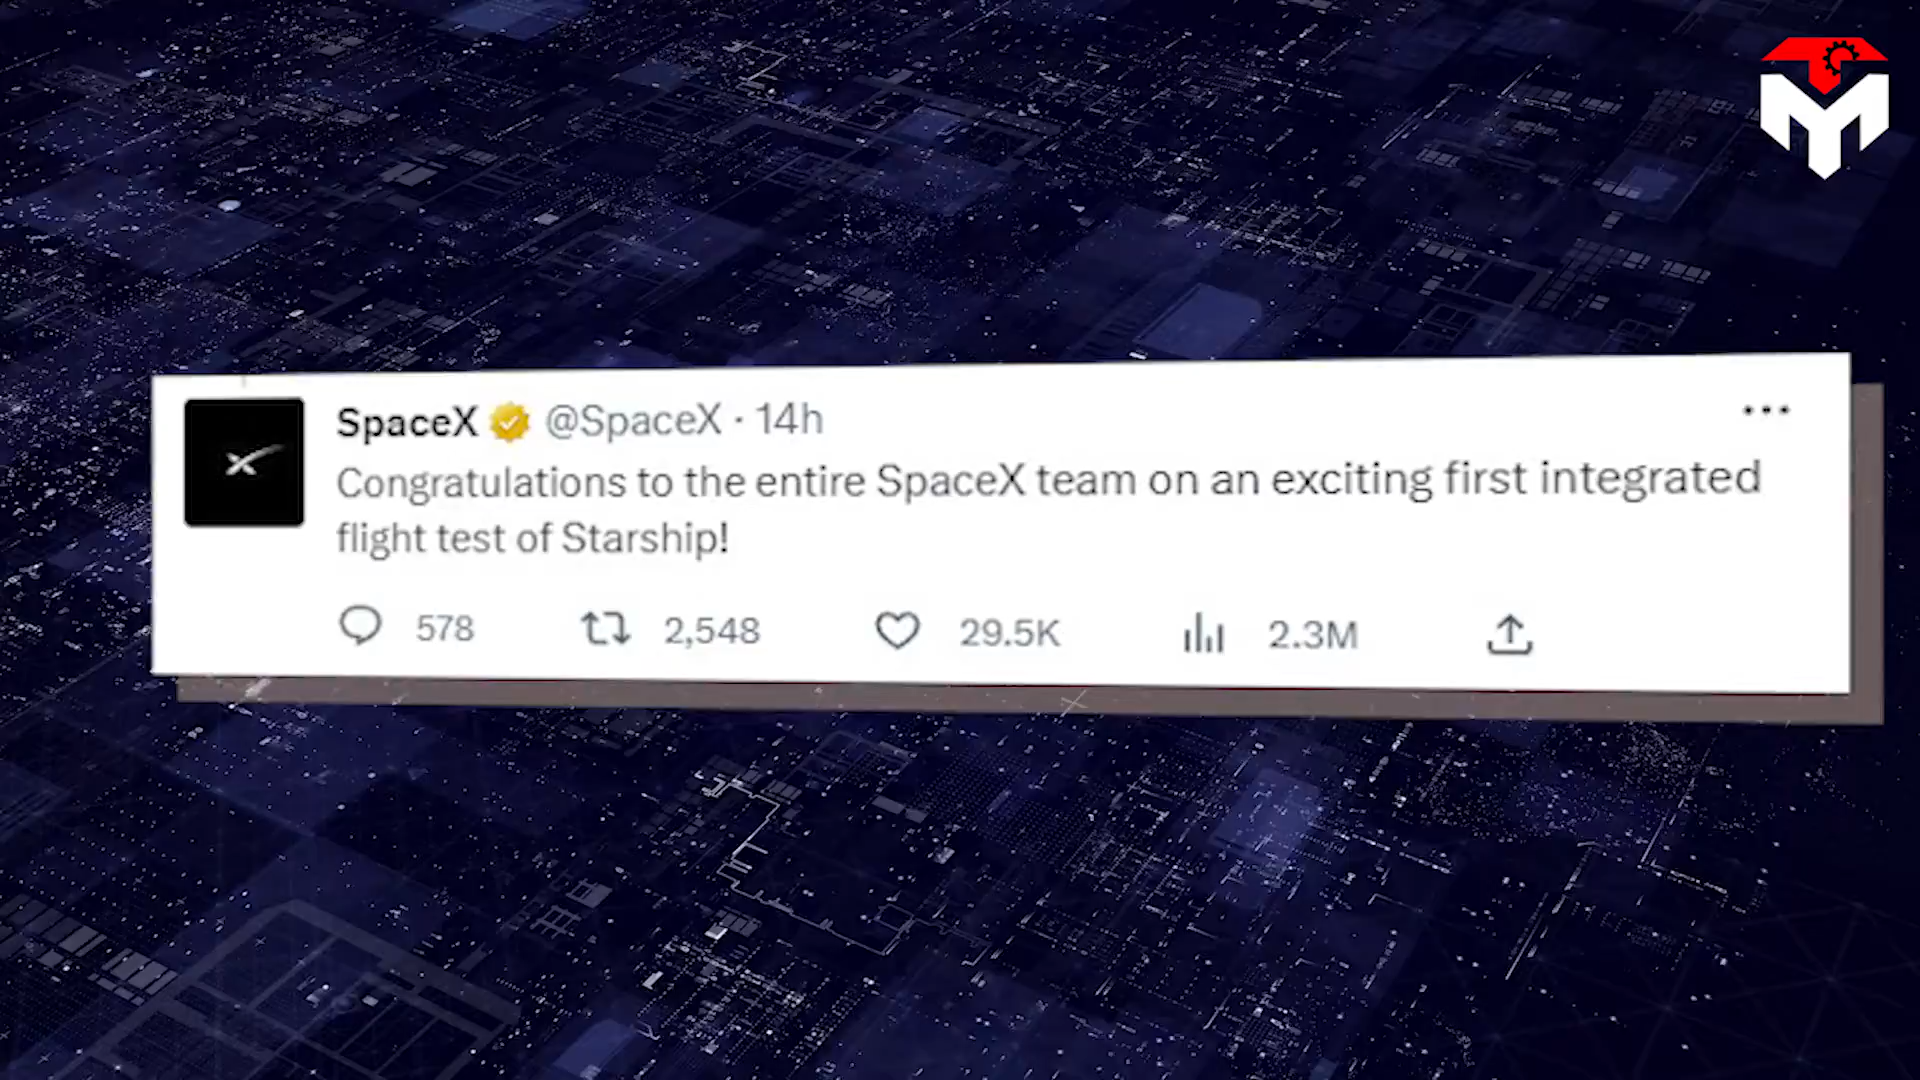 SpaceX @SpaceX · 14h
Congratulations to the entire SpaceX team on an exciting first integrated
flight test of Starship!
578 2,548 29.5K 2.3M